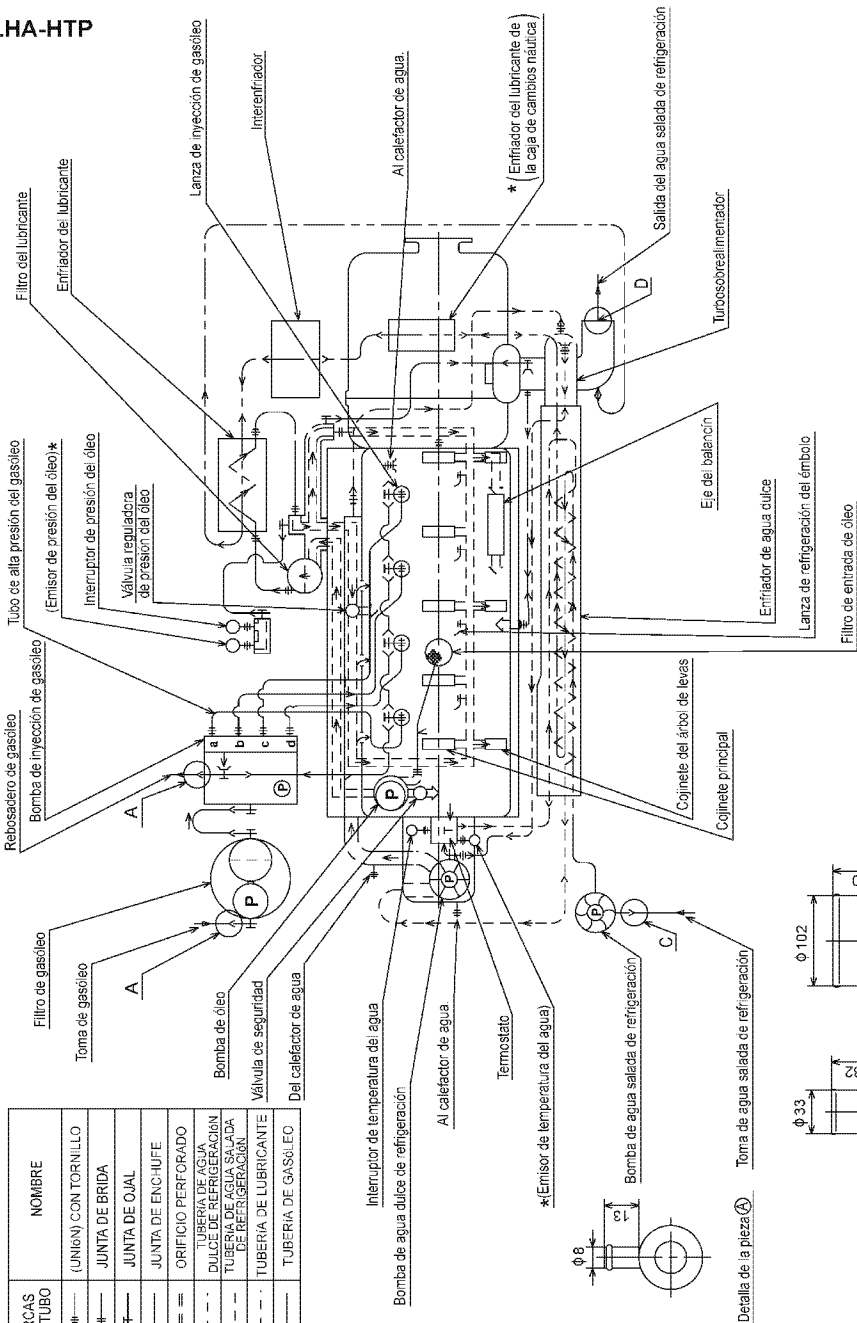 LHA-HTP
RCAS
TUBO
NOMBRE
(UNIóN) CON TORNILLO
JUNTA DE BRIDA
JUNTA DE OJAL
JUNTA DE ENCHUFE
ORIFICIO PERFORADO
TUBERíA DE AGUA
DULCE DE REFRIGERACIóN
TUBERíA DE AGUA SALADA
DE REFRIGERACIóN
TUBERíA DE LUBRICANTE
TUBERíA DE GASóLEO
Filtro de gasóleo
Toma de gasóleo
A
Rebosadero de gasóleo
Bomba de inyección de gasóleo
A
Tubo de alta presión del gasóleo
(Emisor de presión del óleo)*
Interruptor de presión del óleo
Válvula reguladora
de presión del óleo
Filtro del lubricante
Enfriador del lubricante
Lanza de inyección de gasóleo
Interenfriador
Al calefactor de agua.
* (Enfriador del lubricante de
la caja de cambios náutica)
Salida del agua salada de refrigeración
D
Turbosobrealimentador
a
b
c
d
P
P
P
P
P
Bomba de óleo
Válvula de seguridad
Del calefactor de agua
Interruptor de temperatura del agua
Bomba de agua dulce de refrigeración
Al calefactor de agua.
Termostato
*(Emisor de temperatura del agua)
Bomba de agua salada de refrigeración
C
Toma de agua salada de refrigeración
Cojinete del árbol de levas
Cojinete principal
Eje del balancín
Enfriador de agua dulce
Lanza de refrigeración del émbolo
Filtro de entrada de óleo
φ8
13
Detalla de la pieza Ⓐ
φ33
φ102